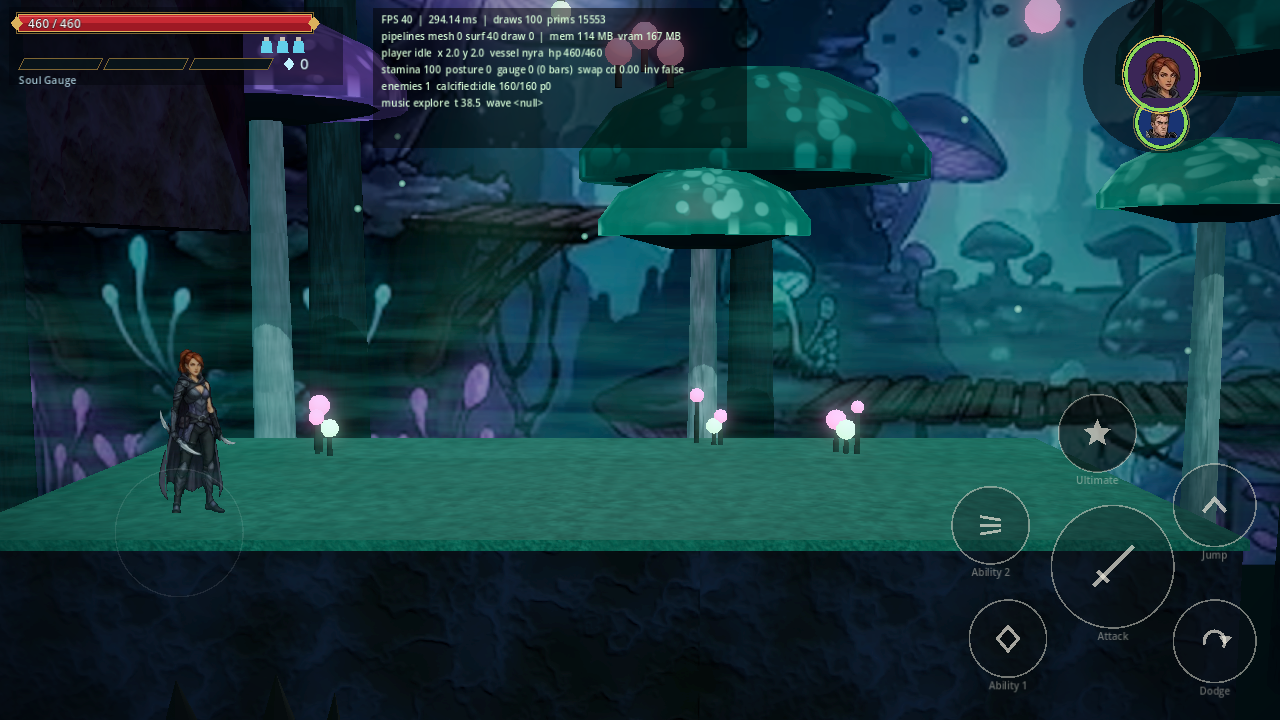 460 / 460
0
Soul Gauge
FPS 40 | 294.14 ms | draws 100 prims 15553
pipelines mesh 0 surf 40 draw 0 | mem 114 MB vram 167 MB
player idle x 2.0 y 2.0 vessel nyra hp 460/460
stamina 100 posture 0 gauge 0 (0 bars) swap cd 0.00 inv false
enemies 1 calcified:idle 160/160 p0
music explore t 38.5 wave <null>
Ultimate
Ability 2
Jump
Attack
Ability 1
Dodge